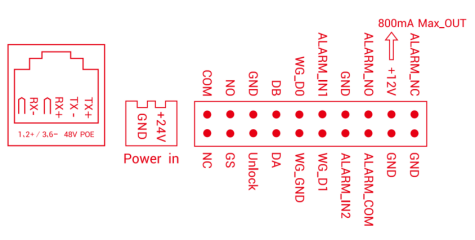 800mA Max_OUT
COM
NO
GND
DB
WG_D0
ALARM_IN1
GND
ALARM_NO
+12V
ALARM_NC
RX-
RX+
TX-
TX+
1.2+ / 3.6- 48V POE
GND
+24V
Power in
NC
GS
Unlock
DA
WG_GND
WG_D1
ALARM_IN2
ALARM_COM
GND
GND